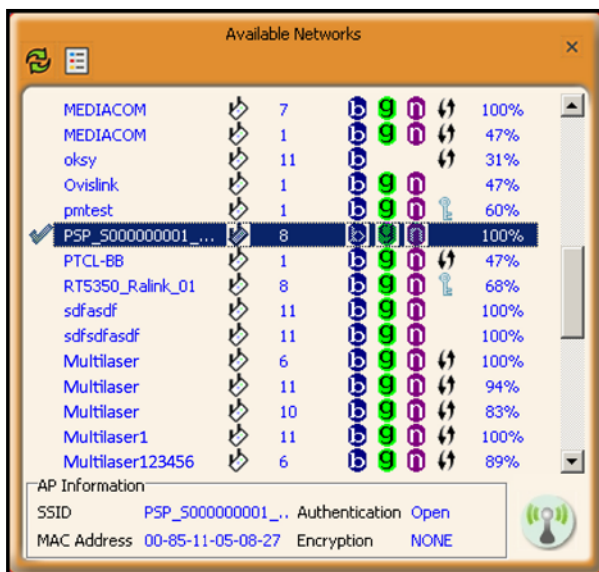 Available Networks
MEDIACOM 7 b g n 100%
MEDIACOM 1 b g n 47%
oksy 11 b 31%
Ovislink 1 b g n 47%
pmtest 1 b g n 60%
PSP_S000000001_... 8 b g n 100%
PTCL-BB 1 b g n 47%
RT5350_Ralink_01 8 b g n 68%
sdfasdf 11 b g n 100%
sdfsdfasdf 11 b g n 100%
Multilaser 6 b g n 100%
Multilaser 11 b g n 94%
Multilaser 10 b g n 83%
Multilaser1 11 b g n 100%
Multilaser123456 6 b g n 89%
AP Information
SSID PSP_S000000001_.. Authentication Open
MAC Address 00-85-11-05-08-27 Encryption NONE